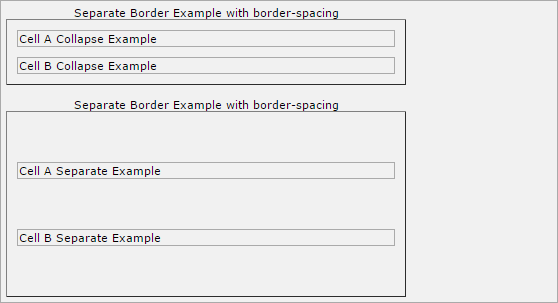 Separate Border Example with border-spacing
Cell A Collapse Example
Cell B Collapse Example
Separate Border Example with border-spacing
Cell A Separate Example
Cell B Separate Example